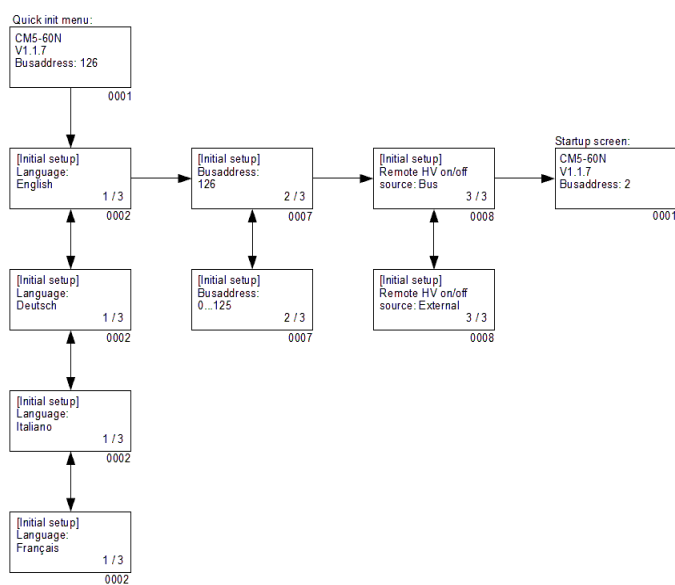 Quick init menu:
CM5-60N
V1.1.7
Busaddress: 126
0001
[Initial setup]
Language:
English
1 / 3
0002
[Initial setup]
Busaddress:
126
2 / 3
0007
[Initial setup]
Remote HV on/off
source: Bus
3 / 3
0008
Startup screen:
CM5-60N
V1.1.7
Busaddress: 2
0001
[Initial setup]
Language:
Deutsch
1 / 3
0002
[Initial setup]
Busaddress:
0...125
2 / 3
0007
[Initial setup]
Remote HV on/off
source: External
3 / 3
0008
[Initial setup]
Language:
Italiano
1 / 3
0002
[Initial setup]
Language:
Français
1 / 3
0002